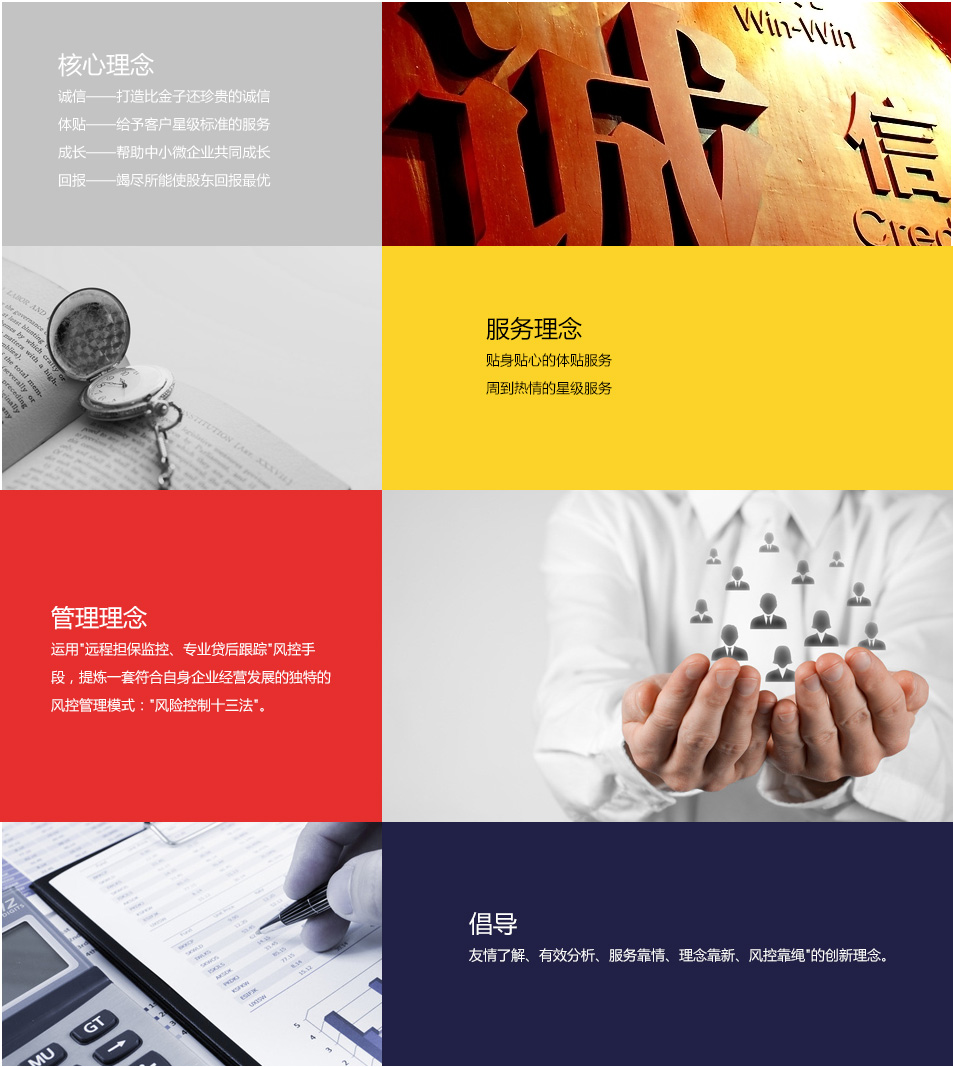 核心理念
诚信——打造比金子还珍贵的诚信
体贴——给予客户星级标准的服务
成长——帮助中小微企业共同成长
回报——竭尽所能使股东回报最优
Win-Win
诚
信
服务理念
贴身贴心的体贴服务
周到热情的星级服务
管理理念
运用"远程担保监控、专业贷后跟踪"风控手
段，提炼一套符合自身企业经营发展的独特的
风控管理模式："风险控制十三法"。
倡导
友情了解、有效分析、服务靠情、理念靠新、风控靠绳"的创新理念。
GT
MU